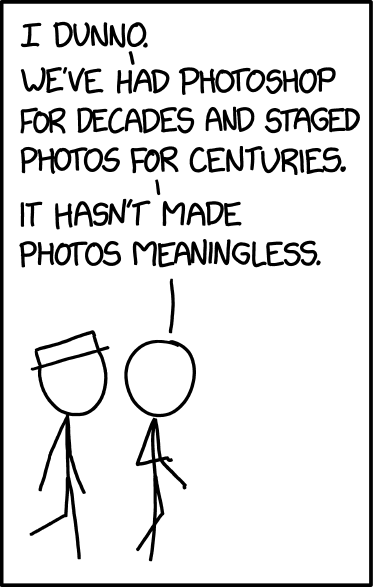 I DUNNO.
WE'VE HAD PHOTOSHOP
FOR DECADES AND STAGED
PHOTOS FOR CENTURIES.
IT HASN'T MADE
PHOTOS MEANINGLESS.